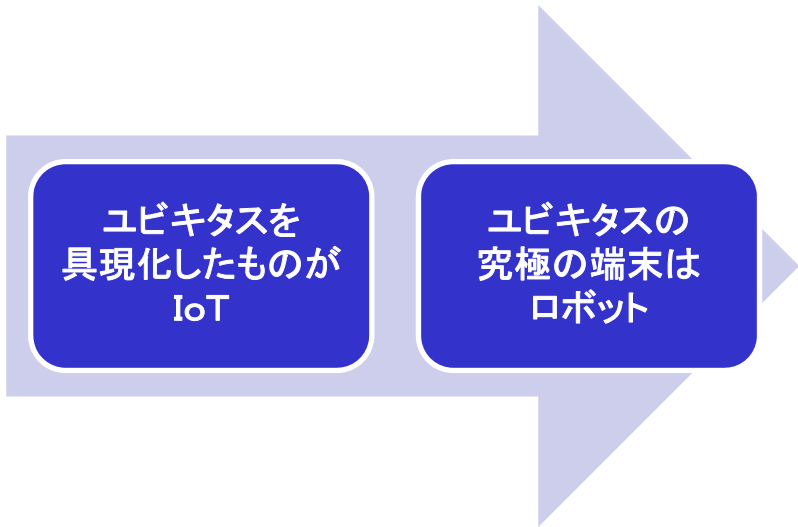 ユビキタスを
具現化したものが
IoT
ユビキタスの
究極の端末は
ロボット